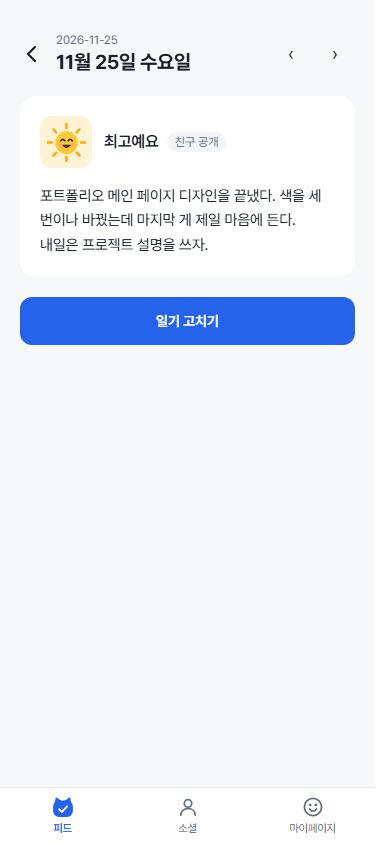 2026-11-25
11월 25일 수요일
최고예요 친구 공개
포트폴리오 메인 페이지 디자인을 끝냈다. 색을 세
번이나 바꿨는데 마지막 게 제일 마음에 든다.
내일은 프로젝트 설명을 쓰자.
일기 고치기
피드 소셜 마이페이지